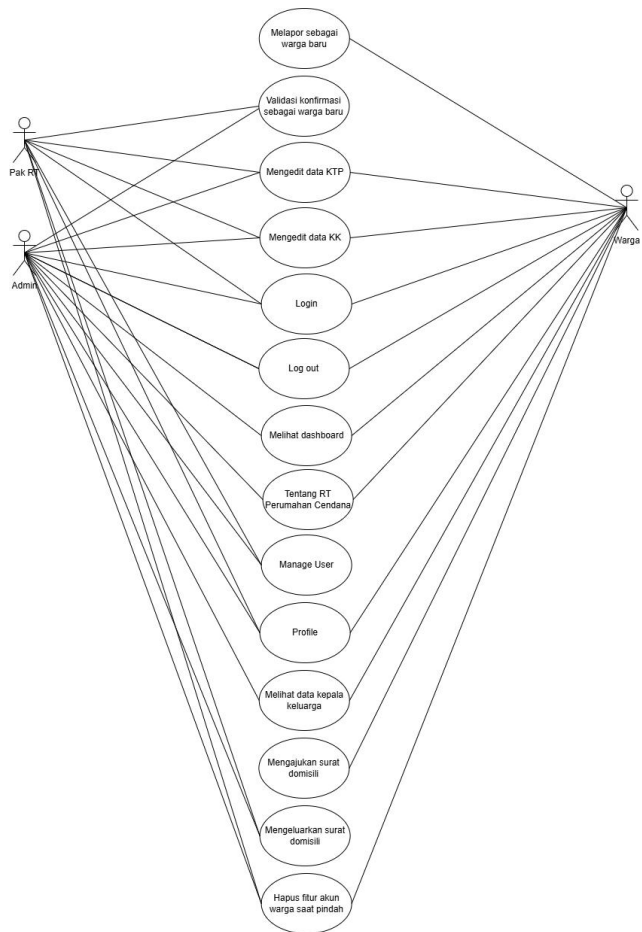 Melapor sebagai
warga baru
Validasi konfirmasi
sebagai warga baru
Pak RT
Mengedit data KTP
Warga
Mengedit data KK
Admin
Login
Log out
Melihat dashboard
Tentang RT
Perumahan Cendana
Manage User
Profile
Melihat data kepala
keluarga
Mengajukan surat
domisili
Mengeluarkan surat
domisili
Hapus fitur akun
warga saat pindah